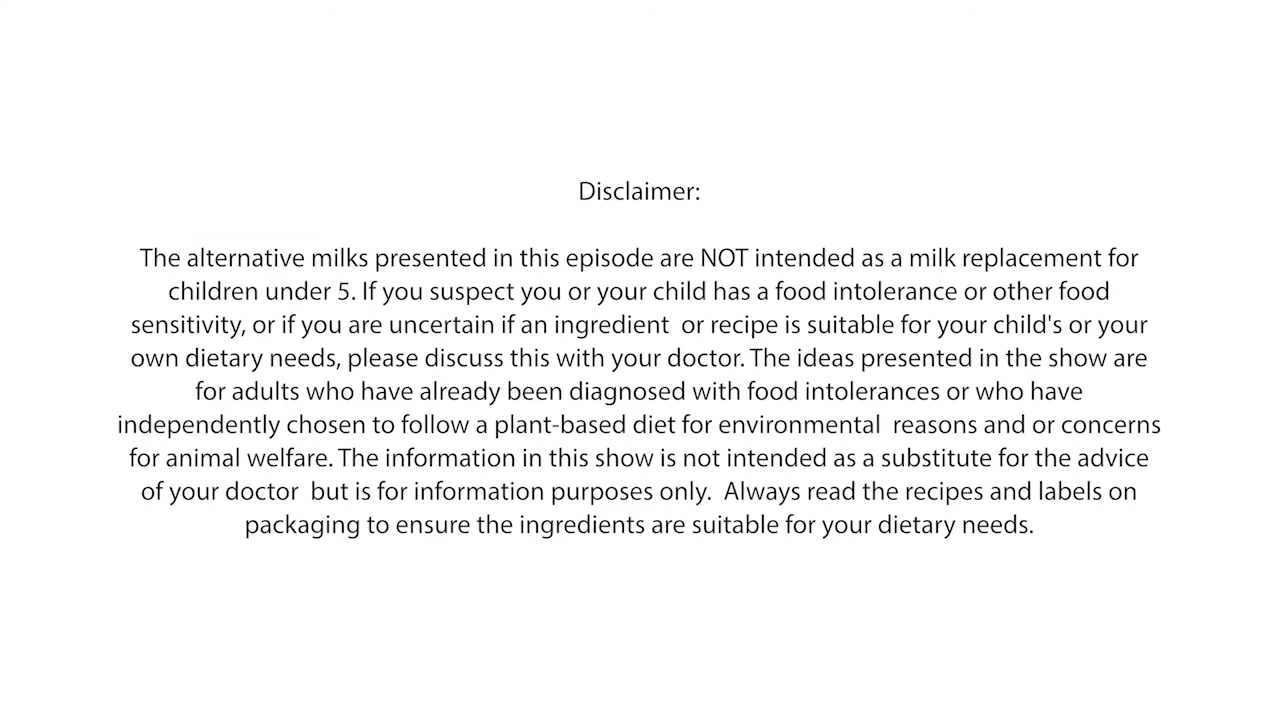 Disclaimer:
The alternative milks presented in this episode are NOT intended as a milk replacement for
children under 5. If you suspect you or your child has a food intolerance or other food
sensitivity, or if you are uncertain if an ingredient  or recipe is suitable for your child's or your
own dietary needs, please discuss this with your doctor. The ideas presented in the show are
for adults who have already been diagnosed with food intolerances or who have
independently chosen to follow a plant-based diet for environmental  reasons and or concerns
for animal welfare. The information in this show is not intended as a substitute for the advice
of your doctor  but is for information purposes only.  Always read the recipes and labels on
packaging to ensure the ingredients are suitable for your dietary needs.